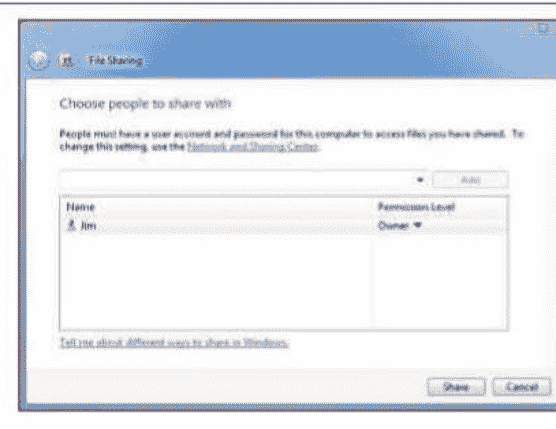 File Sharing
Choose people to share with
People must have a user account and password for this computer to access files you have shared. To
change this setting, use the Network and Sharing Center.
Add
Name Permission Level
Jim Owner
Tell me about different ways to share in Windows.
Share Cancel